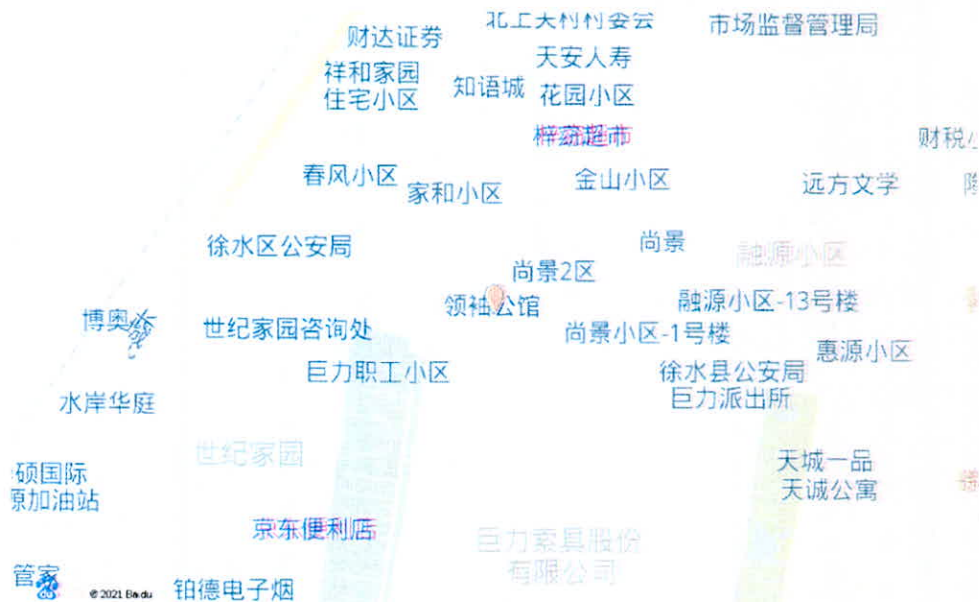 财达证券
北上关村村委会
市场监督管理局
天安人寿
祥和家园
住宅小区
知语城
花园小区
梓萌超市
财税小
春风小区
家和小区
金山小区
远方文学
徐水区公安局
尚景
融源小区
尚景2区
领袖公馆
融源小区-13号楼
博奥
世纪家园咨询处
尚景小区-1号楼
惠源小区
巨力职工小区
徐水县公安局
巨力派出所
水岸华庭
世纪家园
天城一品
天诚公寓
硕国际
源加油站
京东便利店
巨力索具股份
有限公司
管家
© 2021 Baidu
铂德电子烟